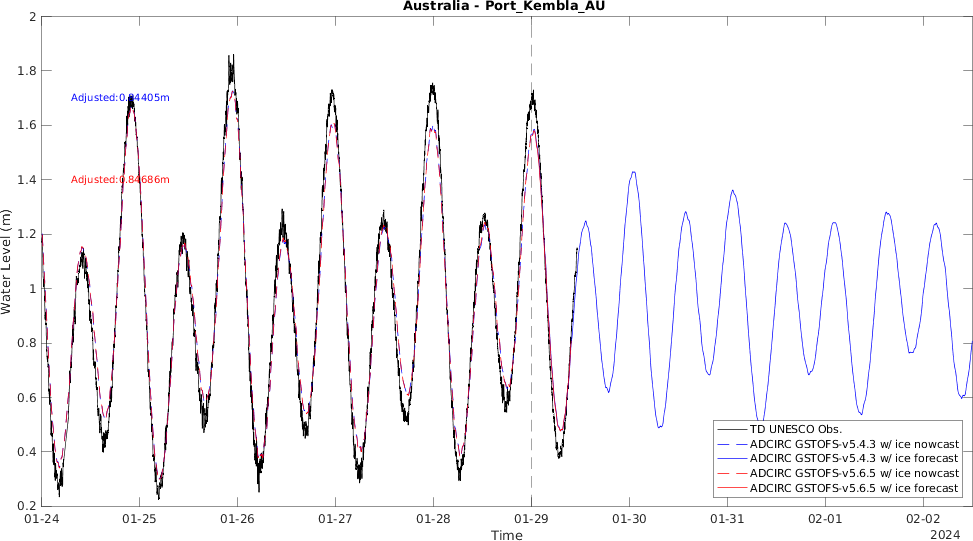 Australia - Port_Kembla_AU
2
1.8
1.6
1.4
1.2
1
0.8
0.6
0.4
0.2
Water Level (m)
Adjusted:0.84405m
Adjusted:0.84686m
TD UNESCO Obs.
ADCIRC GSTOFS-v5.4.3 w/ ice nowcast
ADCIRC GSTOFS-v5.4.3 w/ ice forecast
ADCIRC GSTOFS-v5.6.5 w/ ice nowcast
ADCIRC GSTOFS-v5.6.5 w/ ice forecast
01-24 01-25 01-26 01-27 01-28 01-29 01-30 01-31 02-01 02-02
Time
2024